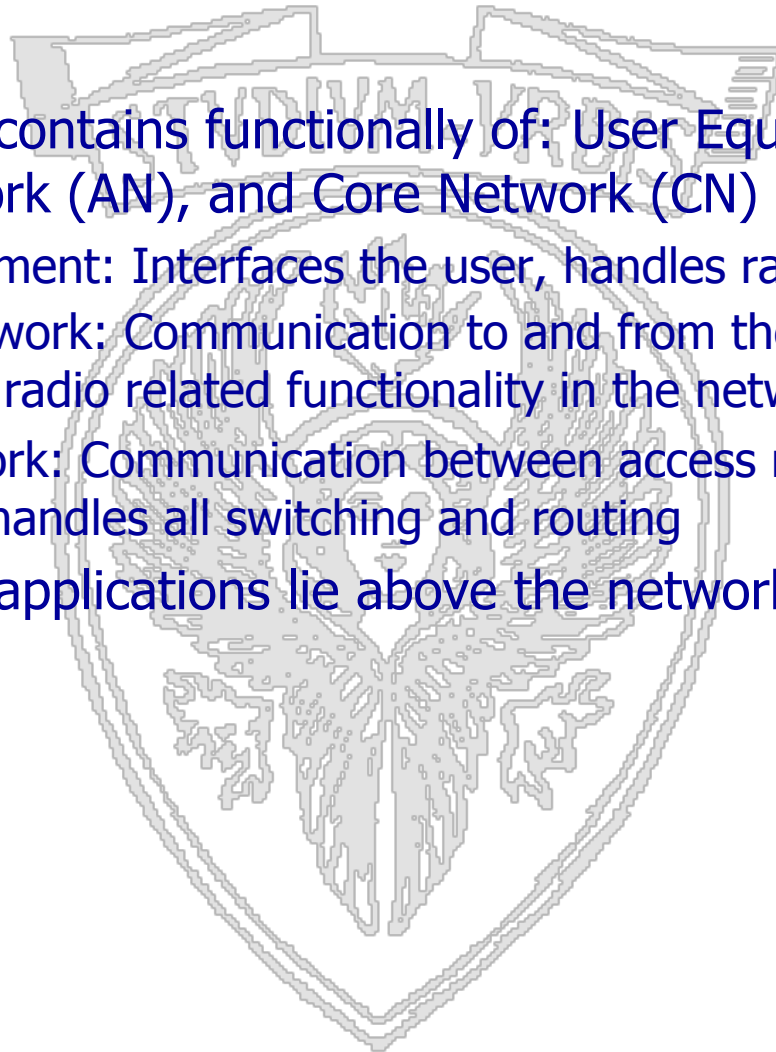 contains functionally of: User Equ
ork (AN), and Core Network (CN)
ment: Interfaces the user, handles ra
work: Communication to and from the
radio related functionality in the netw
ork: Communication between access n
handles all switching and routing
applications lie above the network